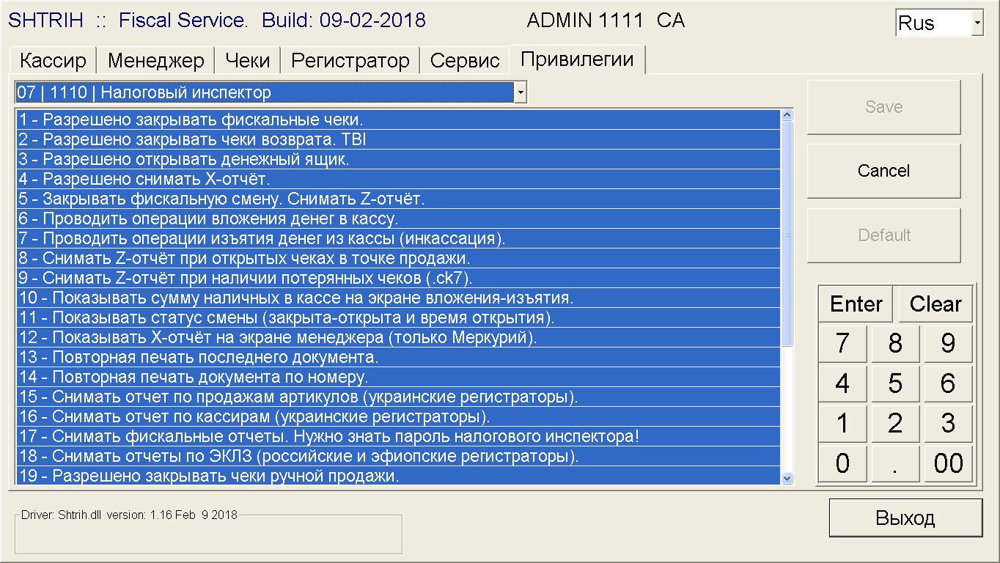 SHTRIH :: Fiscal Service. Build: 09-02-2018 ADMIN 1111 CA Rus
Кассир Менеджер Чеки Регистратор Сервис Привилегии
07 | 1110 | Налоговый инспектор
1 - Разрешено закрывать фискальные чеки.
2 - Разрешено закрывать чеки возврата. TBI
3 - Разрешено открывать денежный ящик.
4 - Разрешено снимать X-отчёт.
5 - Закрывать фискальную смену. Снимать Z-отчёт.
6 - Проводить операции вложения денег в кассу.
7 - Проводить операции изъятия денег из кассы (инкассация).
8 - Снимать Z-отчёт при открытых чеках в точке продажи.
9 - Снимать Z-отчёт при наличии потерянных чеков (.ck7).
10 - Показывать сумму наличных в кассе на экране вложения-изъятия.
11 - Показывать статус смены (закрыта-открыта и время открытия).
12 - Показывать X-отчёт на экране менеджера (только Меркурий).
13 - Повторная печать последнего документа.
14 - Повторная печать документа по номеру.
15 - Снимать отчет по продажам артикулов (украинские регистраторы).
16 - Снимать отчет по кассирам (украинские регистраторы).
17 - Снимать фискальные отчеты. Нужно знать пароль налогового инспектора!
18 - Снимать отчеты по ЭКЛЗ (российские и эфиопские регистраторы).
19 - Разрешено закрывать чеки ручной продажи.
Save
Cancel
Default
Enter Clear
7 8 9
4 5 6
1 2 3
0 . 00
Driver: Shtrih.dll version: 1.16 Feb 9 2018
Выход